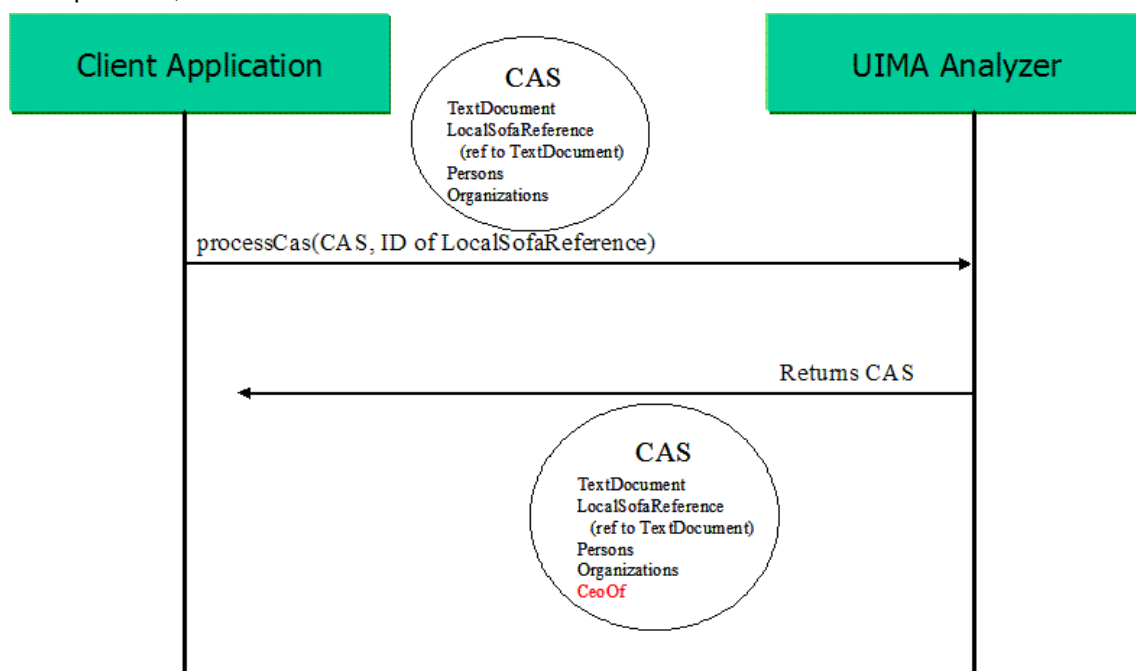 Client Application
UIMA Analyzer
CAS
TextDocument
LocalSofaReference
(ref to TextDocument)
Persons
Organizations
processCas(CAS, ID of LocalSofaReference)
Returns CAS
CAS
TextDocument
LocalSofaReference
(ref to TextDocument)
Persons
Organizations
CeoOf